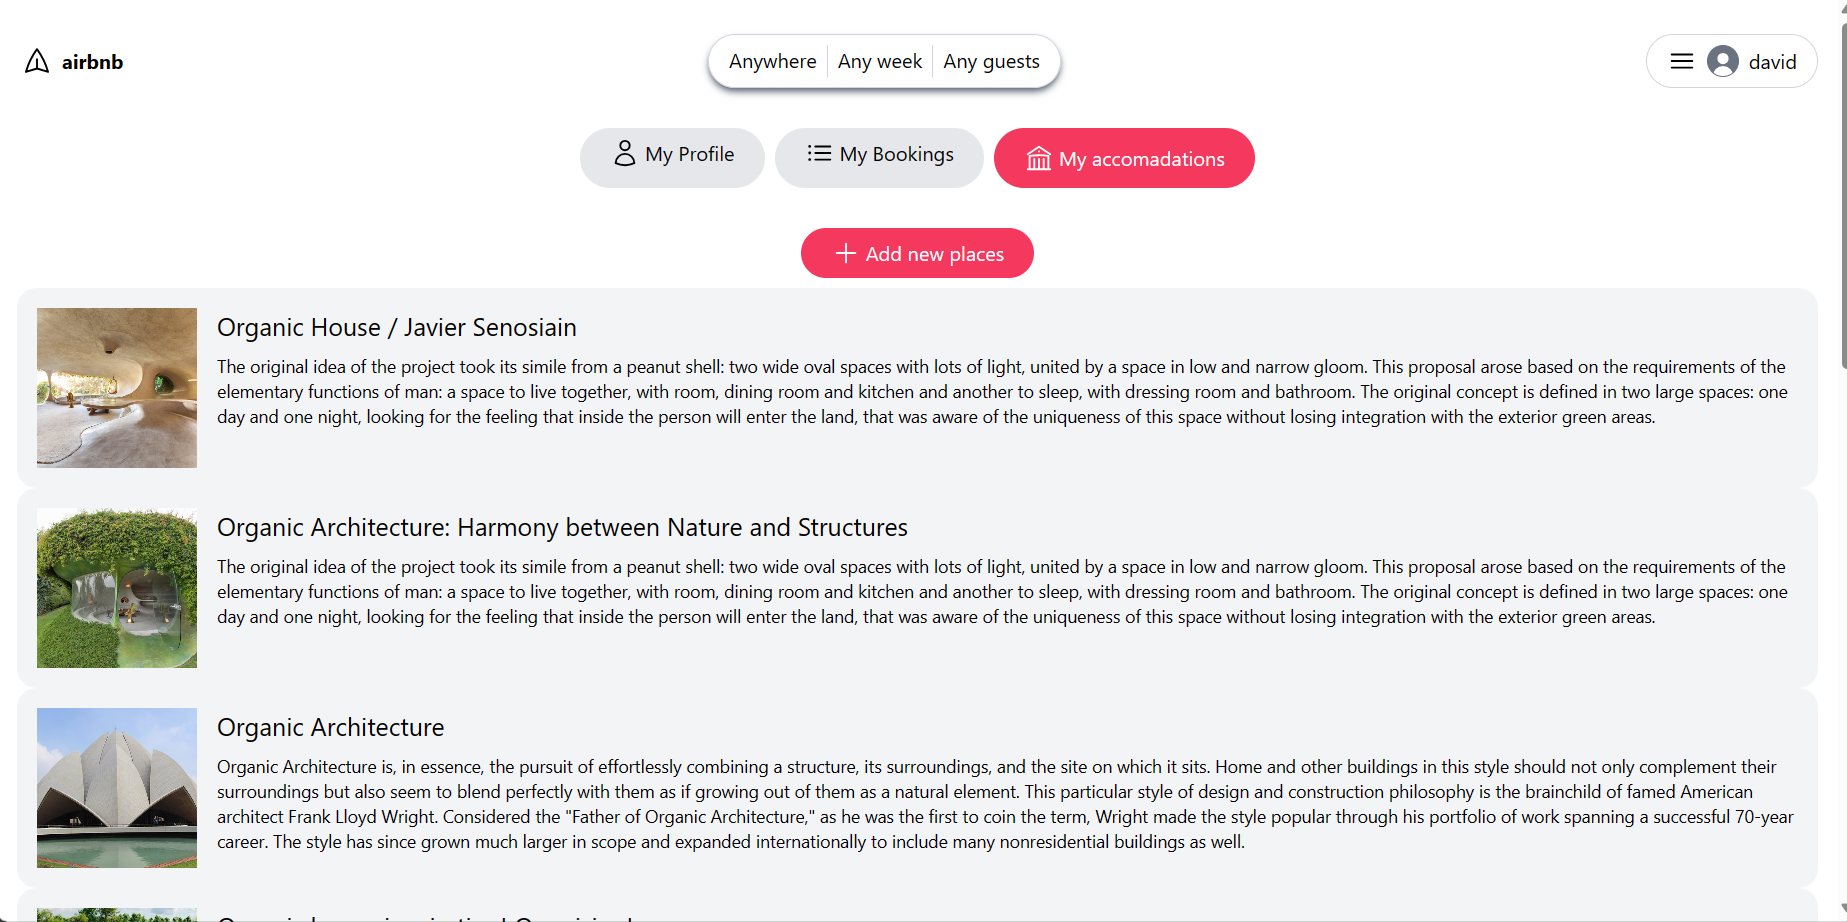 airbnb
Anywhere Any week Any guests
david
My Profile
My Bookings
My accomadations
Add new places
Organic House / Javier Senosiain
The original idea of the project took its simile from a peanut shell: two wide oval spaces with lots of light, united by a space in low and narrow gloom. This proposal arose based on the requirements of the
elementary functions of man: a space to live together, with room, dining room and kitchen and another to sleep, with dressing room and bathroom. The original concept is defined in two large spaces: one
day and one night, looking for the feeling that inside the person will enter the land, that was aware of the uniqueness of this space without losing integration with the exterior green areas.
Organic Architecture: Harmony between Nature and Structures
The original idea of the project took its simile from a peanut shell: two wide oval spaces with lots of light, united by a space in low and narrow gloom. This proposal arose based on the requirements of the
elementary functions of man: a space to live together, with room, dining room and kitchen and another to sleep, with dressing room and bathroom. The original concept is defined in two large spaces: one
day and one night, looking for the feeling that inside the person will enter the land, that was aware of the uniqueness of this space without losing integration with the exterior green areas.
Organic Architecture
Organic Architecture is, in essence, the pursuit of effortlessly combining a structure, its surroundings, and the site on which it sits. Home and other buildings in this style should not only complement their
surroundings but also seem to blend perfectly with them as if growing out of them as a natural element. This particular style of design and construction philosophy is the brainchild of famed American
architect Frank Lloyd Wright. Considered the "Father of Organic Architecture," as he was the first to coin the term, Wright made the style popular through his portfolio of work spanning a successful 70-year
career. The style has since grown much larger in scope and expanded internationally to include many nonresidential buildings as well.